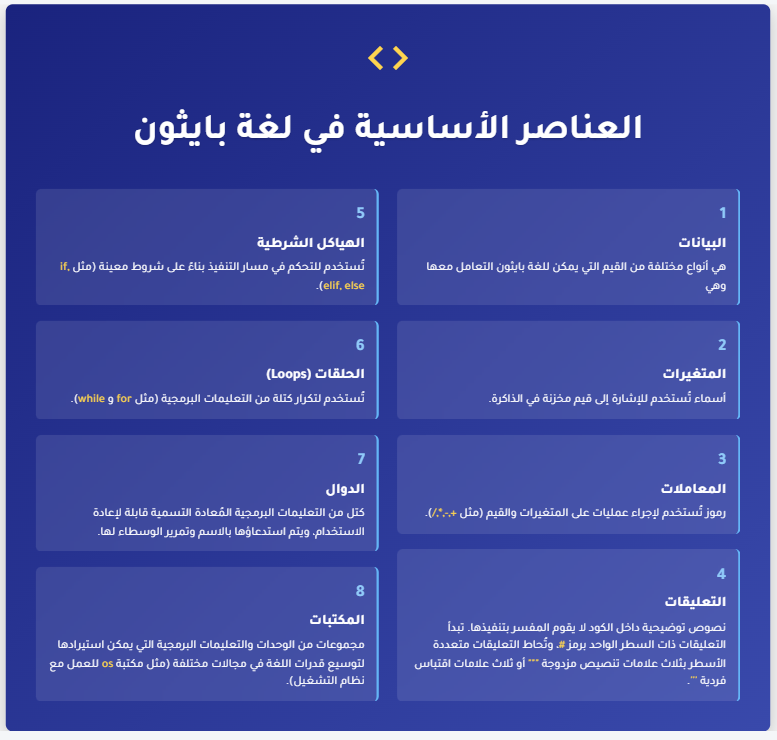 < >
العناصر الأساسية في لغة بايثون
1
البيانات
هي أنواع مختلفة من القيم التي يمكن للغة بايثون التعامل معها
وهي
2
المتغيرات
أسماء تُستخدم للإشارة إلى قيم مخزنة في الذاكرة.
3
المعاملات
رموز تُستخدم لإجراء عمليات على المتغيرات والقيم (مثل +,-,*,/).
4
التعليقات
نصوص توضيحية داخل الكود لا يقوم المفسر بتنفيذها. تبدأ
التعليقات ذات السطر الواحد برمز #، وتُحاط التعليقات متعددة
الأسطر بثلاث علامات تنصيص مزدوجة """ أو ثلاث علامات اقتباس
فردية '''.
5
الهياكل الشرطية
تُستخدم للتحكم في مسار التنفيذ بناءً على شروط معينة (مثل if,
elif, else).
6
الحلقات (Loops)
تُستخدم لتكرار كتلة من التعليمات البرمجية (مثل for و while).
7
الدوال
كتل من التعليمات البرمجية المُعادة التسمية قابلة لإعادة
الاستخدام، ويتم استدعاؤها بالاسم وتمرير الوسطاء لها.
8
المكتبات
مجموعات من الوحدات والتعليمات البرمجية التي يمكن استيرادها
لتوسيع قدرات اللغة في مجالات مختلفة (مثل مكتبة os للعمل مع
نظام التشغيل).